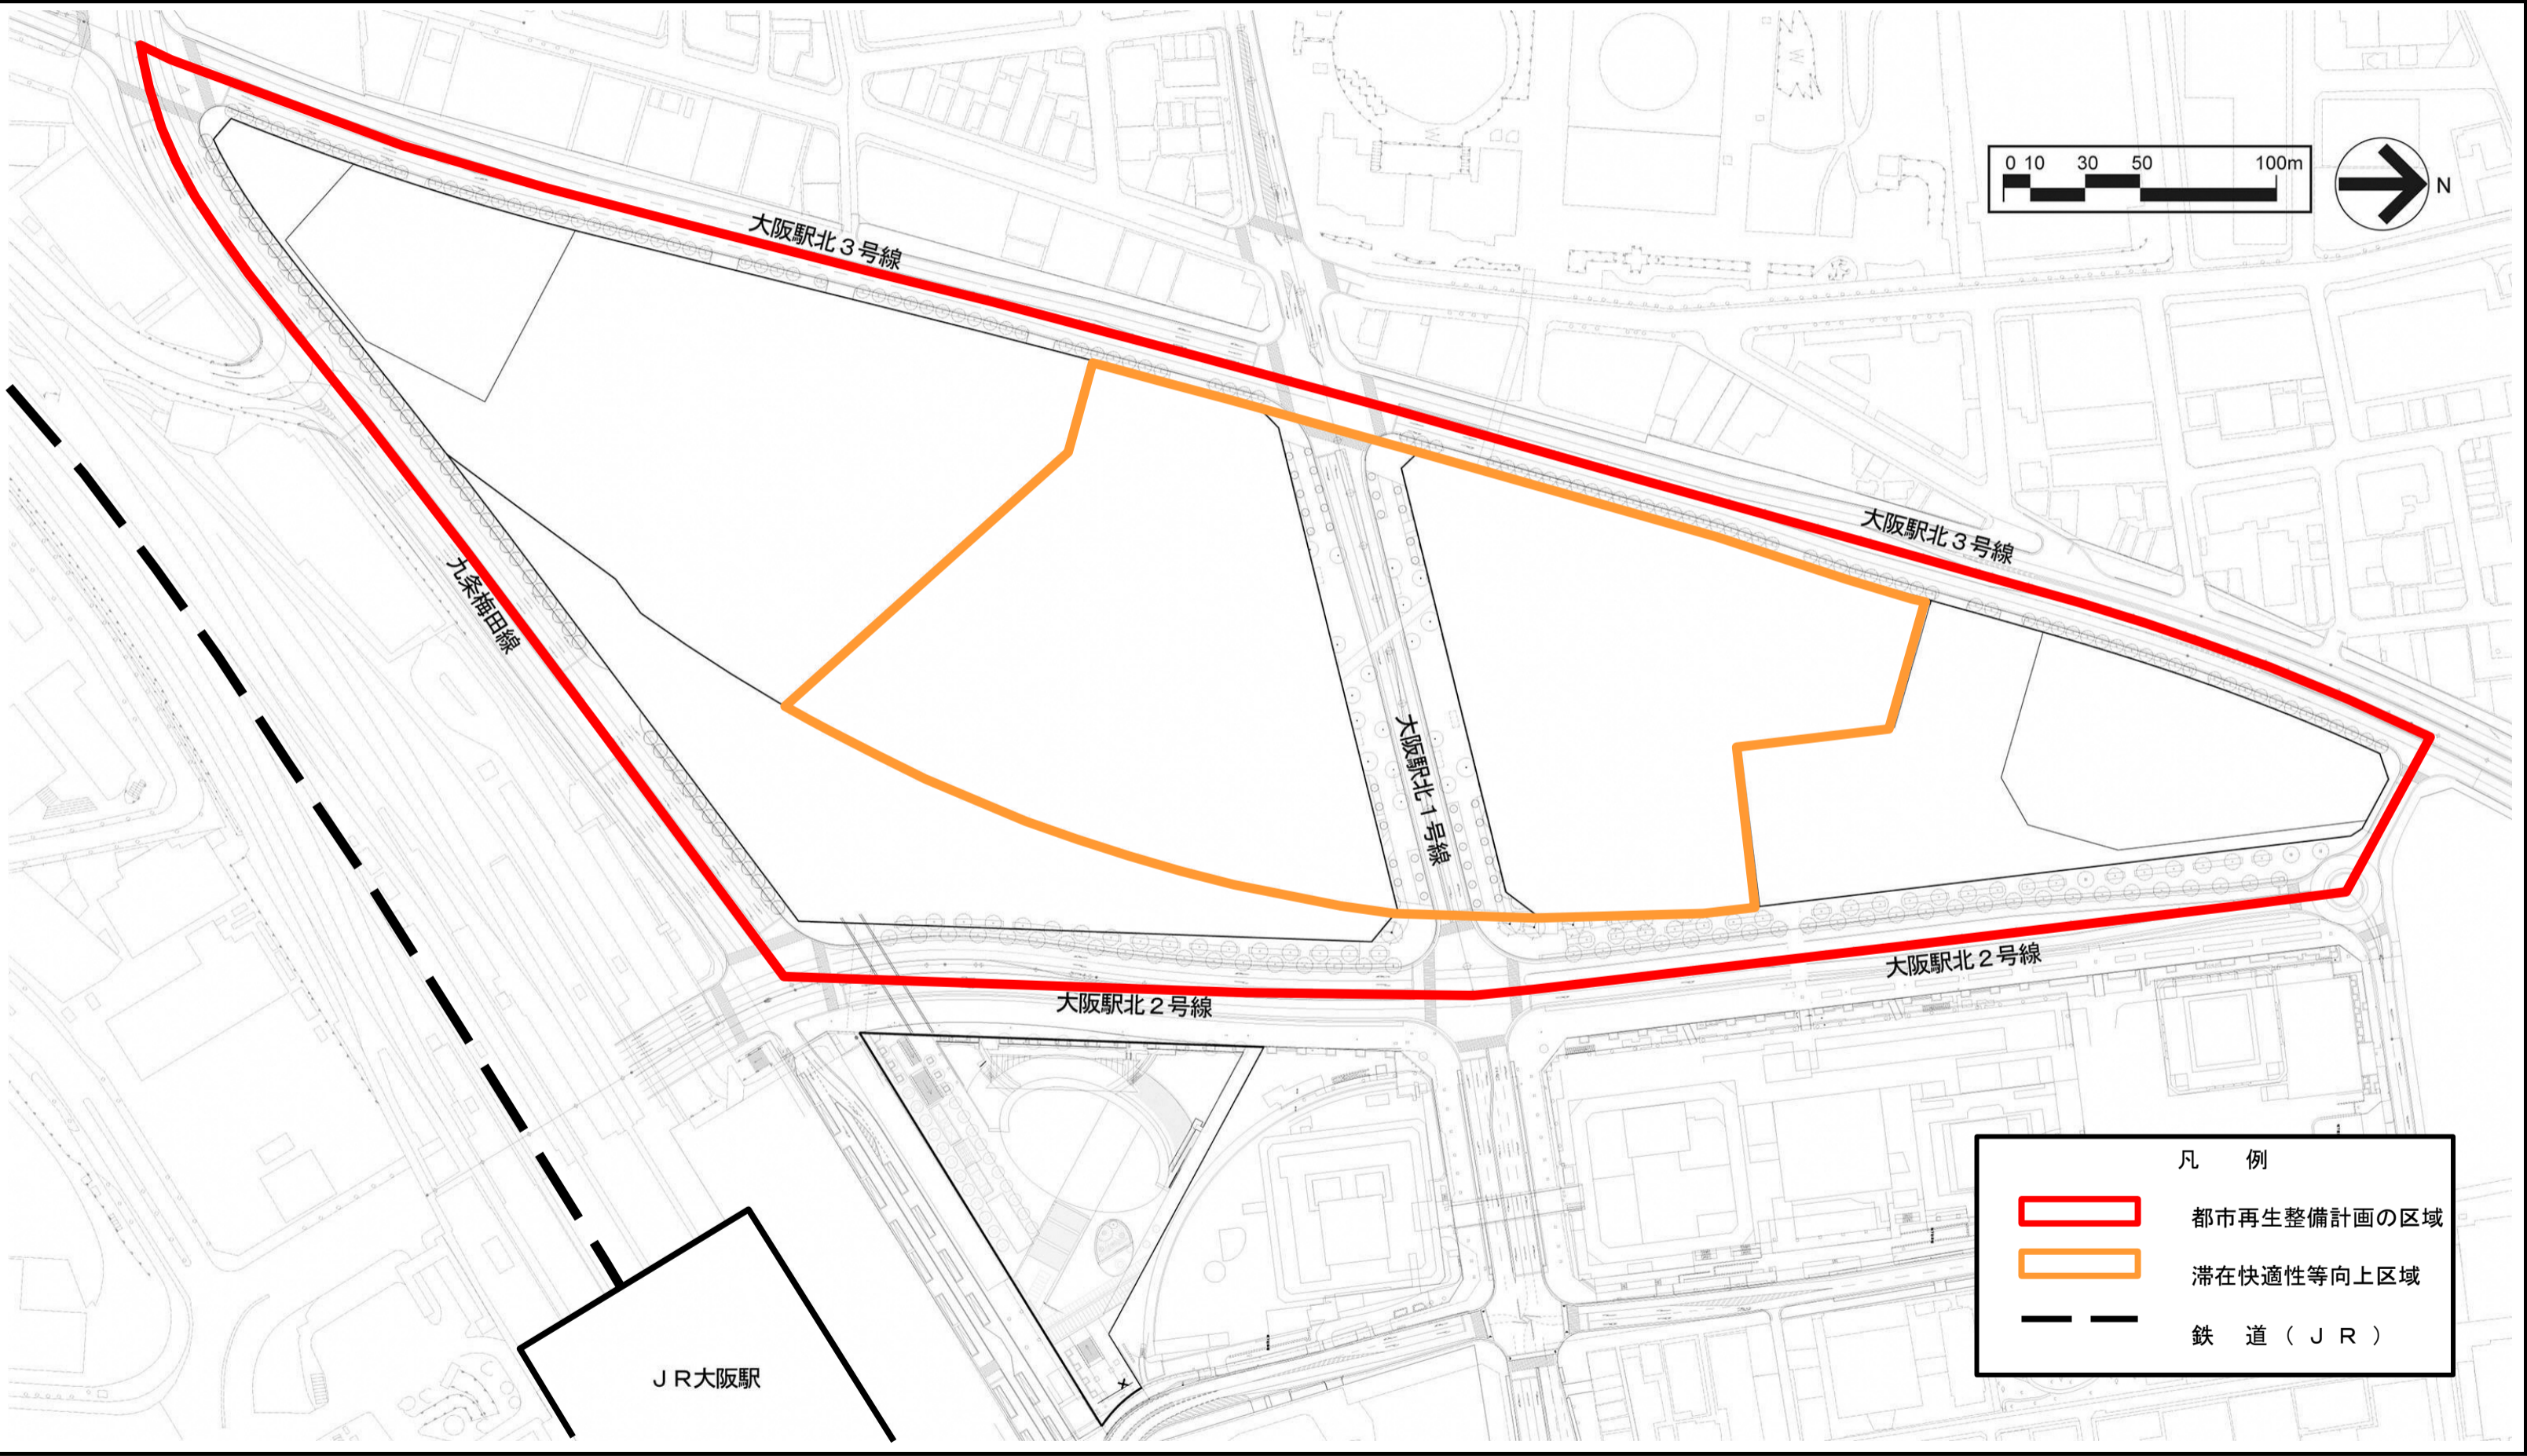 0 10 30 50 100m
N
大阪駅北３号線
大阪駅北３号線
九条梅田線
大阪駅北１号線
大阪駅北２号線
大阪駅北２号線
ＪＲ大阪駅
凡　例
都市再生整備計画の区域
滞在快適性等向上区域
鉄　道（ＪＲ）